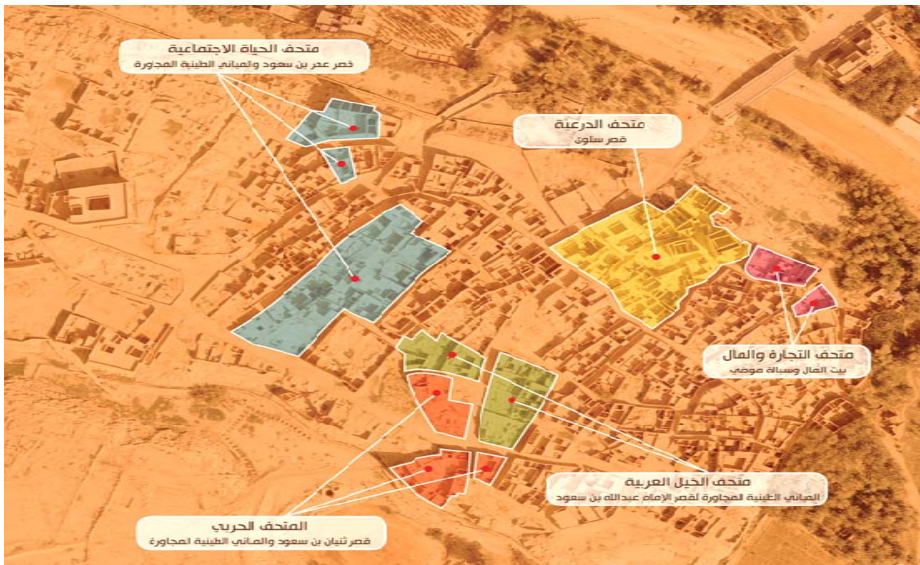 متحف الحياة الاجتماعية
قصر عمر بن سعود والمباني الطينية المجاورة
متحف الدرعية
قصر سلوى
متحف التجارة والمال
بيت المال وسبالة موضي
متحف الخيل العربية
المباني الطينية المجاورة لقصر الإمام عبدالله بن سعود
المتحف الحربي
قصر ثنيان بن سعود والمباني الطينية المجاورة